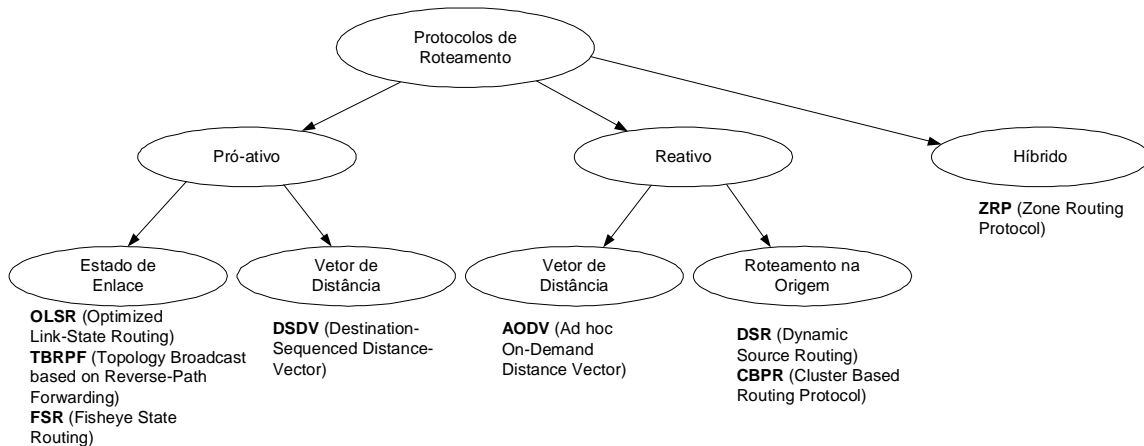 Protocolos de
Roteamento
Pró-ativo
Reativo
Híbrido
ZRP (Zone Routing
Protocol)
Estado de
Enlace
Vetor de
Distância
Vetor de
Distância
Roteamento na
Origem
OLSR (Optimized
Link-State Routing)
TBRPF (Topology Broadcast
based on Reverse-Path
Forwarding)
FSR (Fisheye State
Routing)
DSDV (Destination-
Sequenced Distance-
Vector)
AODV (Ad hoc
On-Demand
Distance Vector)
DSR (Dynamic
Source Routing)
CBPR (Cluster Based
Routing Protocol)